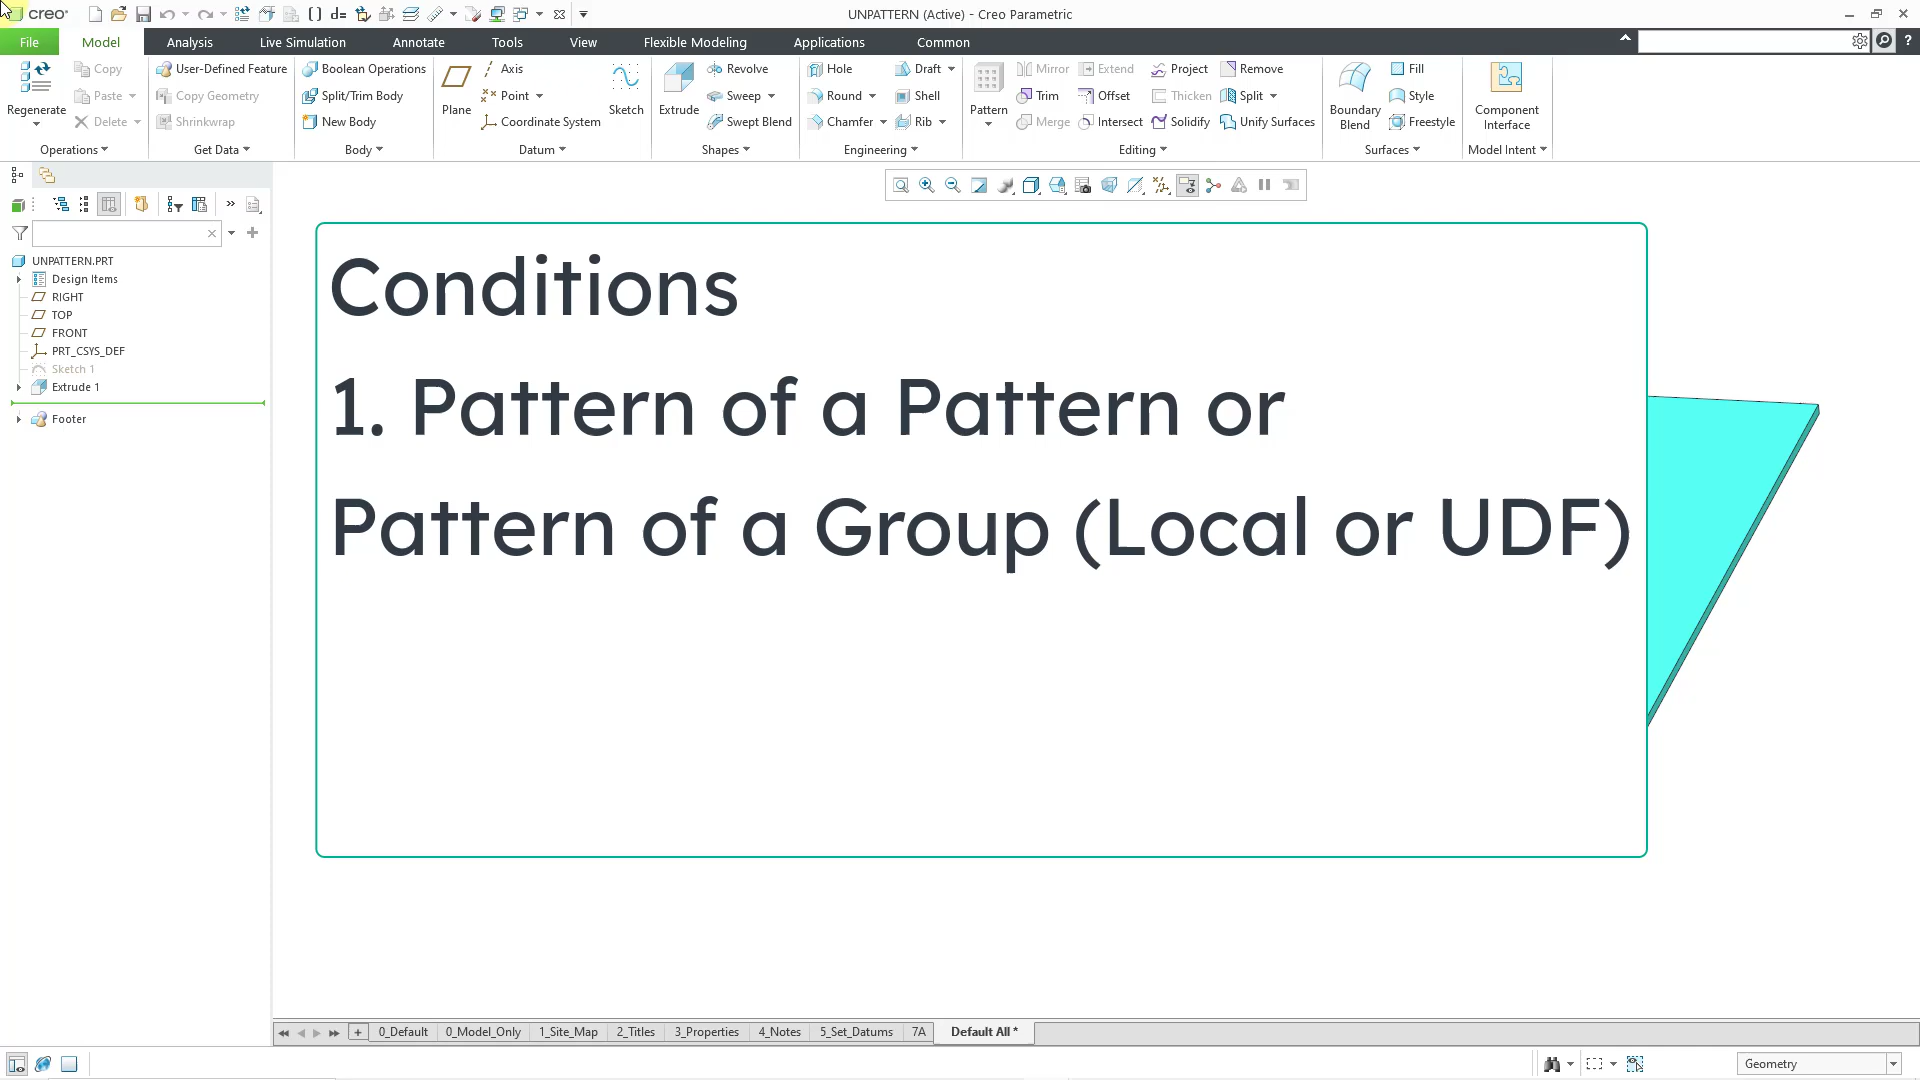 creo
UNPATTERN (Active) - Creo Parametric
File
Model
Analysis
Live Simulation
Annotate
Tools
View
Flexible Modeling
Applications
Common
Regenerate
Copy
Paste
Delete
Operations
User-Defined Feature
Copy Geometry
Shrinkwrap
Get Data
Boolean Operations
Split/Trim Body
New Body
Body
Plane
Axis
Point
Coordinate System
Sketch
Datum
Extrude
Revolve
Sweep
Swept Blend
Shapes
Hole
Round
Chamfer
Draft
Shell
Rib
Engineering
Pattern
Mirror
Trim
Merge
Extend
Offset
Intersect
Project
Thicken
Solidify
Remove
Split
Unify Surfaces
Editing
Boundary
Blend
Fill
Style
Freestyle
Surfaces
Component
Interface
Model Intent
UNPATTERN.PRT
Design Items
RIGHT
TOP
FRONT
PRT_CSYS_DEF
Sketch 1
Extrude 1
Footer
Conditions
1. Pattern of a Pattern or
Pattern of a Group (Local or UDF)
0_Default
0_Model_Only
1_Site_Map
2_Titles
3_Properties
4_Notes
5_Set_Datums
7A
Default All *
Geometry